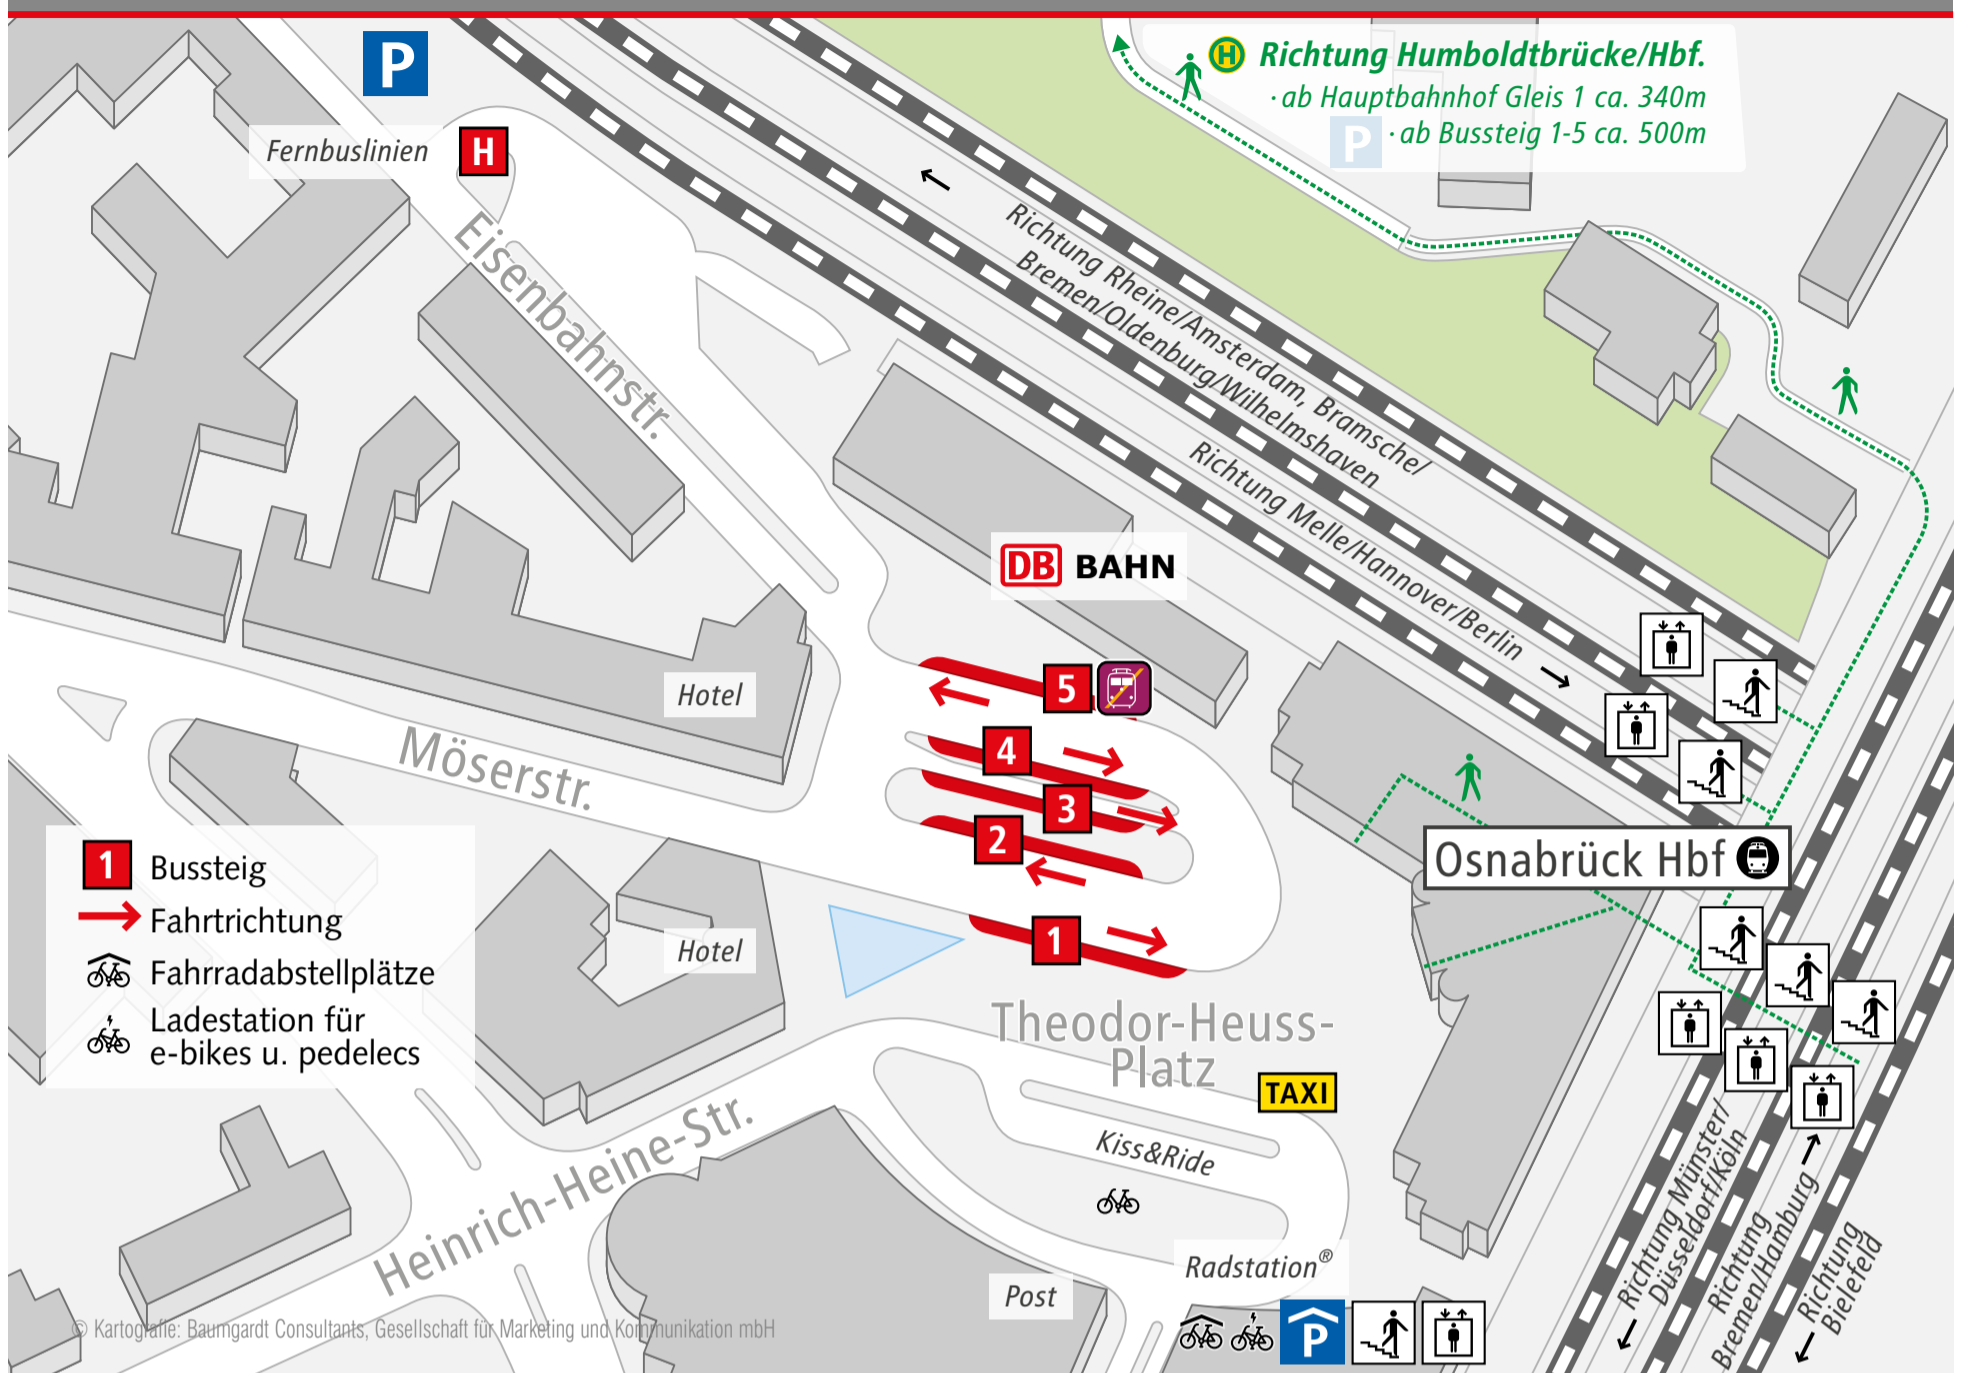 P
H Richtung Humboldtbrücke/Hbf.
· ab Hauptbahnhof Gleis 1 ca. 340m
P · ab Bussteig 1-5 ca. 500m
Fernbuslinien H
Eisenbahnstr.
Richtung Rheine/Amsterdam, Bramsche/
Bremen/Oldenburg/Wilhelmshaven
Richtung Melle/Hannover/Berlin
DB BAHN
Hotel
5
4
3
2
1
Möserstr.
Osnabrück Hbf
1 Bussteig
Fahrtrichtung
Fahrradabstellplätze
Ladestation für
e-bikes u. pedelecs
Hotel
Theodor-Heuss-
Platz
TAXI
Kiss&Ride
Heinrich-Heine-Str.
Radstation®
Post
P
Richtung Münster/
Düsseldorf/Köln
Richtung
Bremen/Hamburg
Richtung
Bielefeld
© Kartografie: Baumgardt Consultants, Gesellschaft für Marketing und Kommunikation mbH